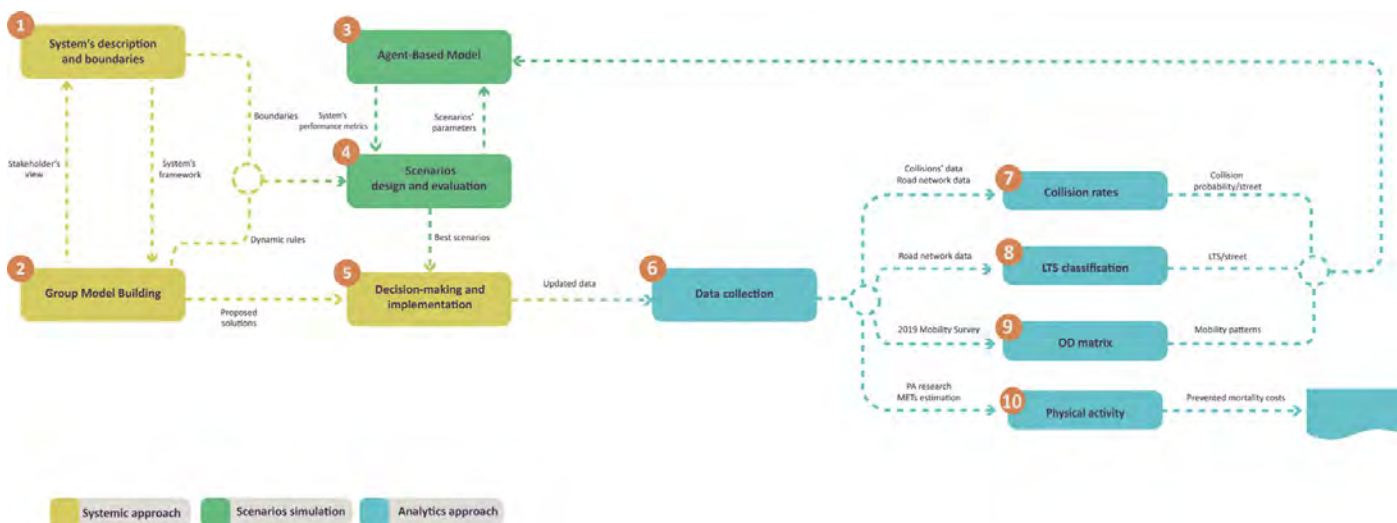 1
System's description
and boundaries
3
Agent-Based Model
Boundaries
System's
performance metrics
Scenarios'
parameters
Stakeholder's
view
System's
framework
4
Scenarios
design and evaluation
Collisions' data
Road network data
7
Collision rates
Collision
probability/street
Dynamic rules
Best scenarios
Road network data
8
LTS classification
LTS/street
2
Group Model Building
Proposed
solutions
5
Decision-making and
implementation
Updated data
6
Data collection
2019 Mobility Survey
9
OD matrix
Mobility patterns
PA research
METs estimation
10
Physical activity
Prevented mortality costs
Systemic approach
Scenarios simulation
Analytics approach